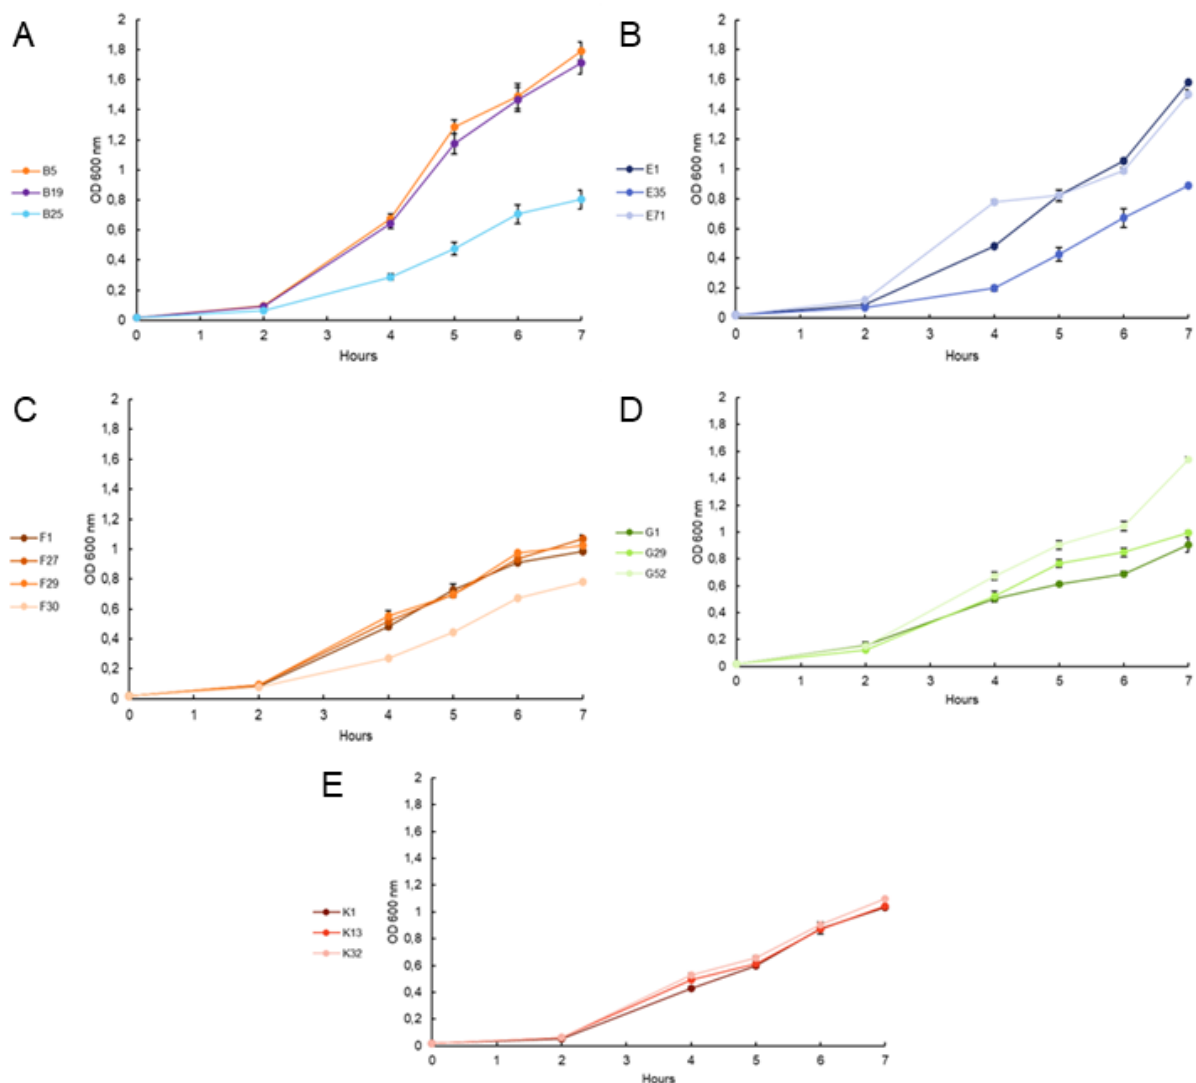 A
2
1,8
1,6
1,4
1,2
1
0,8
0,6
0,4
0,2
0
OD 600 nm
B5
B19
B25
0 1 2 3 4 5 6 7
Hours
B
2
1,8
1,6
1,4
1,2
1
0,8
0,6
0,4
0,2
0
OD 600 nm
E1
E35
E71
0 1 2 3 4 5 6 7
Hours
C
2
1,8
1,6
1,4
1,2
1
0,8
0,6
0,4
0,2
0
OD 600 nm
F1
F27
F29
F30
0 1 2 3 4 5 6 7
Hours
D
2
1,8
1,6
1,4
1,2
1
0,8
0,6
0,4
0,2
0
OD 600 nm
G1
G29
G52
0 1 2 3 4 5 6 7
Hours
E
2
1,8
1,6
1,4
1,2
1
0,8
0,6
0,4
0,2
0
OD 600 nm
K1
K13
K32
0 1 2 3 4 5 6 7
Hours